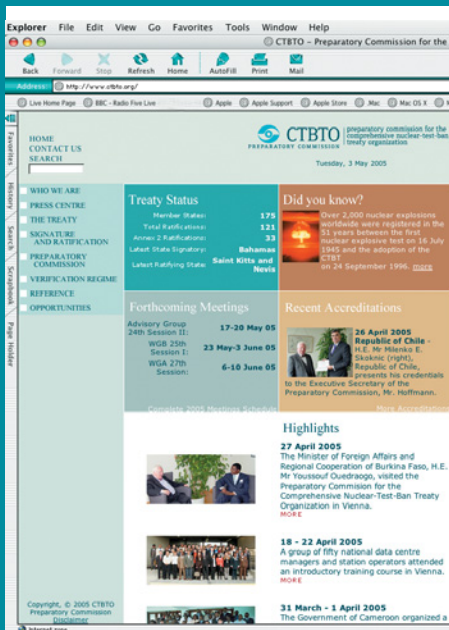 Explorer File Edit View Go Favorites Tools Window Help
CTBTO - Preparatory Commission for the
Back Forward Stop Refresh Home AutoFill Print Mail
Address: http://www.ctbto.org/
Live Home Page BBC - Radio Five Live Apple Apple Support Apple Store .Mac Mac OS X
Favorites
History
Search
Scrapbook
Page Holder
HOME
CONTACT US
SEARCH
CTBTO
PREPARATORY COMMISSION
preparatory commission for the
comprehensive nuclear-test-ban
treaty organization
Tuesday, 3 May 2005
WHO WE ARE
PRESS CENTRE
THE TREATY
SIGNATURE
AND RATIFICATION
PREPARATORY
COMMISSION
VERIFICATION REGIME
REFERENCE
OPPORTUNITIES
Treaty Status
Member States: 175
Total Ratifications: 121
Annex 2 Ratifications: 33
Latest State Signatory: Bahamas
Latest Ratifying State: Saint Kitts and
Nevis
Did you know?
Over 2,000 nuclear explosions
worldwide were registered in the
51 years between the first
nuclear explosive test on 16 July
1945 and the adoption of the
CTBT
on 24 September 1996. more
Forthcoming Meetings
Advisory Group
24th Session II: 17-20 May 05
WGB 25th
Session I: 23 May-3 June 05
WGA 27th
Session: 6-10 June 05
Complete 2005 Meetings Schedule
Recent Accreditations
26 April 2005
Republic of Chile -
H.E. Mr Milenko E.
Skoknic (right),
Republic of Chile,
presents his credentials
to the Executive Secretary of the
Preparatory Commission, Mr. Hoffmann.
More Accreditations
Highlights
27 April 2005
The Minister of Foreign Affairs and
Regional Cooperation of Burkina Faso, H.E.
Mr Youssouf Ouedraogo, visited the
Preparatory Commision for the
Comprehensive Nuclear-Test-Ban Treaty
Organization in Vienna.
MORE
18 - 22 April 2005
A group of fifty national data centre
managers and station operators attended
an introductory training course in Vienna.
MORE
31 March - 1 April 2005
The Government of Cameroon organized a
Copyright, © 2005 CTBTO
Preparatory Commission
Disclaimer
Internet zone